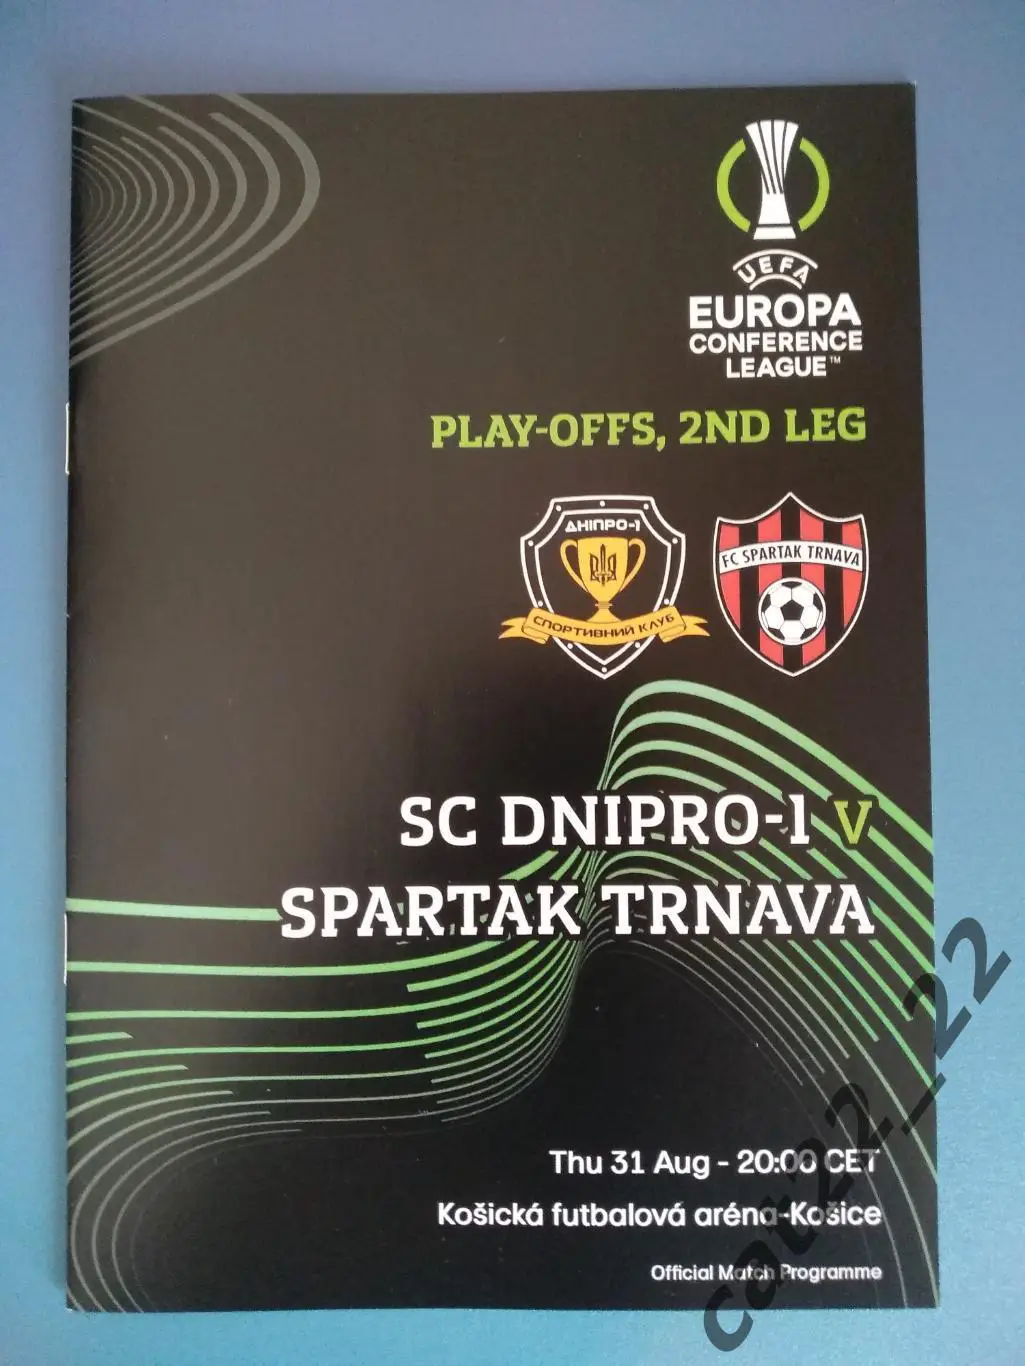 UEFA
EUROPA
CONFERENCE
LEAGUE™
PLAY-OFFS, 2ND LEG
ДНІПРО-1
СПОРТИВНИЙ КЛУБ
FC SPARTAK TRNAVA
SC DNIPRO-1 V
SPARTAK TRNAVA
Thu 31 Aug - 20:00 CET
Košická futbalová aréna-Košice
Official Match Programme
cat22_22